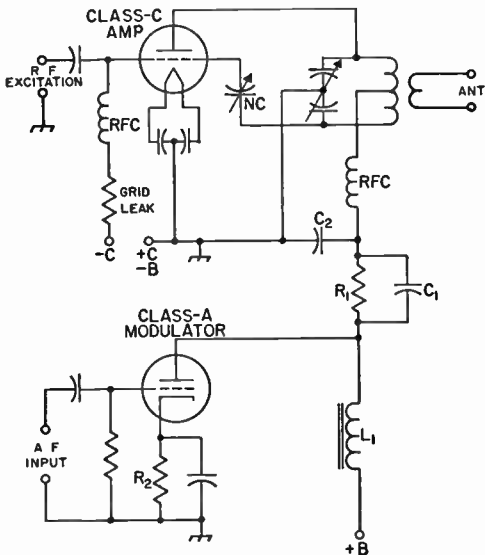 CLASS-C
AMP
R F
EXCITATION
NC
ANT
RFC
RFC
GRID
LEAK
C2
-C
+C
-B
R1
C1
CLASS-A
MODULATOR
L1
A F
INPUT
R2
+B